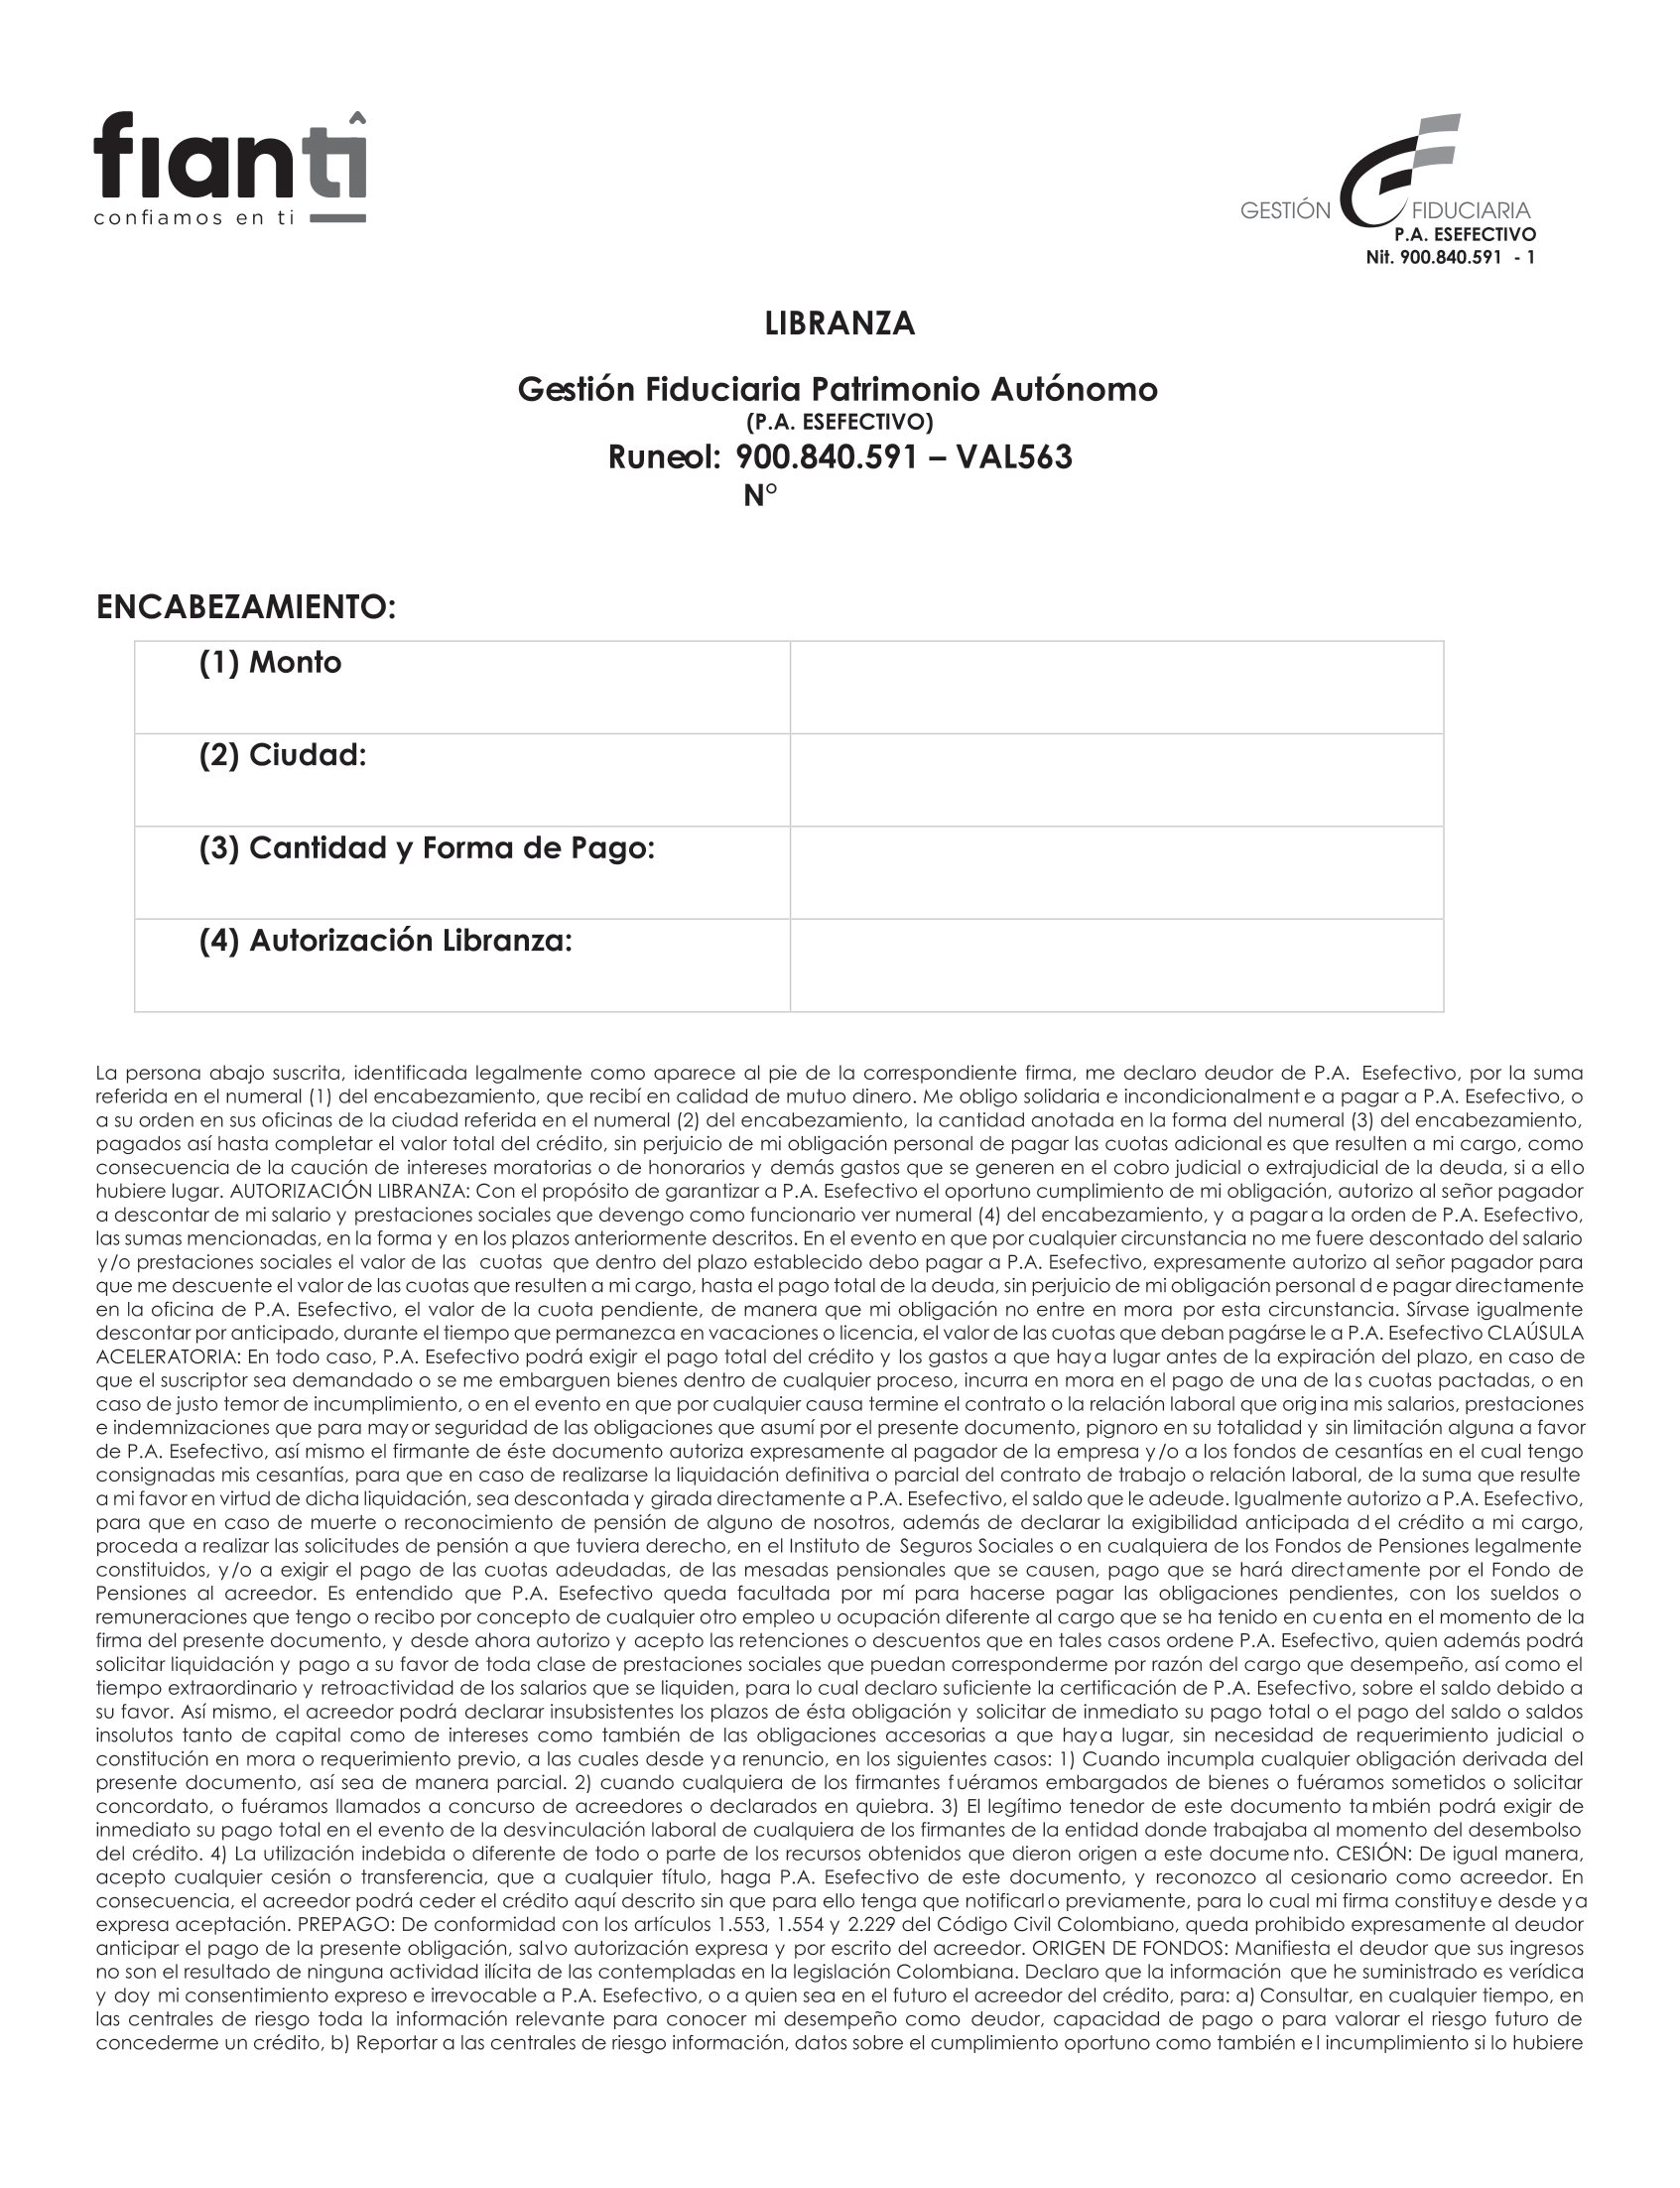 fianti
confiamos en ti
GESTIÓN FIDUCIARIA
P.A. ESEFECTIVO
Nit. 900.840.591 - 1
LIBRANZA
Gestión Fiduciaria Patrimonio Autónomo
(P.A. ESEFECTIVO)
Runeol: 900.840.591 – VAL563
N°
ENCABEZAMIENTO:
(1) Monto
(2) Ciudad:
(3) Cantidad y Forma de Pago:
(4) Autorización Libranza:
La persona abajo suscrita, identificada legalmente como aparece al pie de la correspondiente firma, me declaro deudor de P.A. Esefectivo, por la suma
referida en el numeral (1) del encabezamiento, que recibí en calidad de mutuo dinero. Me obligo solidaria e incondicionalmente a pagar a P.A. Esefectivo, o
a su orden en sus oficinas de la ciudad referida en el numeral (2) del encabezamiento, la cantidad anotada en la forma del numeral (3) del encabezamiento,
pagados así hasta completar el valor total del crédito, sin perjuicio de mi obligación personal de pagar las cuotas adicionales que resulten a mi cargo, como
consecuencia de la caución de intereses moratorias o de honorarios y demás gastos que se generen en el cobro judicial o extrajudicial de la deuda, si a ello
hubiere lugar. AUTORIZACIÓN LIBRANZA: Con el propósito de garantizar a P.A. Esefectivo el oportuno cumplimiento de mi obligación, autorizo al señor pagador
a descontar de mi salario y prestaciones sociales que devengo como funcionario ver numeral (4) del encabezamiento, y a pagar a la orden de P.A. Esefectivo,
las sumas mencionadas, en la forma y en los plazos anteriormente descritos. En el evento en que por cualquier circunstancia no me fuere descontado del salario
y/o prestaciones sociales el valor de las cuotas que dentro del plazo establecido debo pagar a P.A. Esefectivo, expresamente autorizo al señor pagador para
que me descuente el valor de las cuotas que resulten a mi cargo, hasta el pago total de la deuda, sin perjuicio de mi obligación personal de pagar directamente
en la oficina de P.A. Esefectivo, el valor de la cuota pendiente, de manera que mi obligación no entre en mora por esta circunstancia. Sírvase igualmente
descontar por anticipado, durante el tiempo que permanezca en vacaciones o licencia, el valor de las cuotas que deban pagársele a P.A. Esefectivo CLAÚSULA
ACELERATORIA: En todo caso, P.A. Esefectivo podrá exigir el pago total del crédito y los gastos a que haya lugar antes de la expiración del plazo, en caso de
que el suscriptor sea demandado o se me embarguen bienes dentro de cualquier proceso, incurra en mora en el pago de una de las cuotas pactadas, o en
caso de justo temor de incumplimiento, o en el evento en que por cualquier causa termine el contrato o la relación laboral que origina mis salarios, prestaciones
e indemnizaciones que para mayor seguridad de las obligaciones que asumí por el presente documento, pignoro en su totalidad y sin limitación alguna a favor
de P.A. Esefectivo, así mismo el firmante de éste documento autoriza expresamente al pagador de la empresa y/o a los fondos de cesantías en el cual tengo
consignadas mis cesantías, para que en caso de realizarse la liquidación definitiva o parcial del contrato de trabajo o relación laboral, de la suma que resulte
a mi favor en virtud de dicha liquidación, sea descontada y girada directamente a P.A. Esefectivo, el saldo que le adeude. Igualmente autorizo a P.A. Esefectivo,
para que en caso de muerte o reconocimiento de pensión de alguno de nosotros, además de declarar la exigibilidad anticipada del crédito a mi cargo,
proceda a realizar las solicitudes de pensión a que tuviera derecho, en el Instituto de Seguros Sociales o en cualquiera de los Fondos de Pensiones legalmente
constituidos, y/o a exigir el pago de las cuotas adeudadas, de las mesadas pensionales que se causen, pago que se hará directamente por el Fondo de
Pensiones al acreedor. Es entendido que P.A. Esefectivo queda facultada por mí para hacerse pagar las obligaciones pendientes, con los sueldos o
remuneraciones que tengo o recibo por concepto de cualquier otro empleo u ocupación diferente al cargo que se ha tenido en cuenta en el momento de la
firma del presente documento, y desde ahora autorizo y acepto las retenciones o descuentos que en tales casos ordene P.A. Esefectivo, quien además podrá
solicitar liquidación y pago a su favor de toda clase de prestaciones sociales que puedan corresponderme por razón del cargo que desempeño, así como el
tiempo extraordinario y retroactividad de los salarios que se liquiden, para lo cual declaro suficiente la certificación de P.A. Esefectivo, sobre el saldo debido a
su favor. Así mismo, el acreedor podrá declarar insubsistentes los plazos de ésta obligación y solicitar de inmediato su pago total o el pago del saldo o saldos
insolutos tanto de capital como de intereses como también de las obligaciones accesorias a que haya lugar, sin necesidad de requerimiento judicial o
constitución en mora o requerimiento previo, a las cuales desde ya renuncio, en los siguientes casos: 1) Cuando incumpla cualquier obligación derivada del
presente documento, así sea de manera parcial. 2) cuando cualquiera de los firmantes fuéramos embargados de bienes o fuéramos sometidos o solicitar
concordato, o fuéramos llamados a concurso de acreedores o declarados en quiebra. 3) El legítimo tenedor de este documento también podrá exigir de
inmediato su pago total en el evento de la desvinculación laboral de cualquiera de los firmantes de la entidad donde trabajaba al momento del desembolso
del crédito. 4) La utilización indebida o diferente de todo o parte de los recursos obtenidos que dieron origen a este documento. CESIÓN: De igual manera,
acepto cualquier cesión o transferencia, que a cualquier título, haga P.A. Esefectivo de este documento, y reconozco al cesionario como acreedor. En
consecuencia, el acreedor podrá ceder el crédito aquí descrito sin que para ello tenga que notificarlo previamente, para lo cual mi firma constituye desde ya
expresa aceptación. PREPAGO: De conformidad con los artículos 1.553, 1.554 y 2.229 del Código Civil Colombiano, queda prohibido expresamente al deudor
anticipar el pago de la presente obligación, salvo autorización expresa y por escrito del acreedor. ORIGEN DE FONDOS: Manifiesta el deudor que sus ingresos
no son el resultado de ninguna actividad ilícita de las contempladas en la legislación Colombiana. Declaro que la información que he suministrado es verídica
y doy mi consentimiento expreso e irrevocable a P.A. Esefectivo, o a quien sea en el futuro el acreedor del crédito, para: a) Consultar, en cualquier tiempo, en
las centrales de riesgo toda la información relevante para conocer mi desempeño como deudor, capacidad de pago o para valorar el riesgo futuro de
concederme un crédito, b) Reportar a las centrales de riesgo información, datos sobre el cumplimiento oportuno como también el incumplimiento si lo hubiere